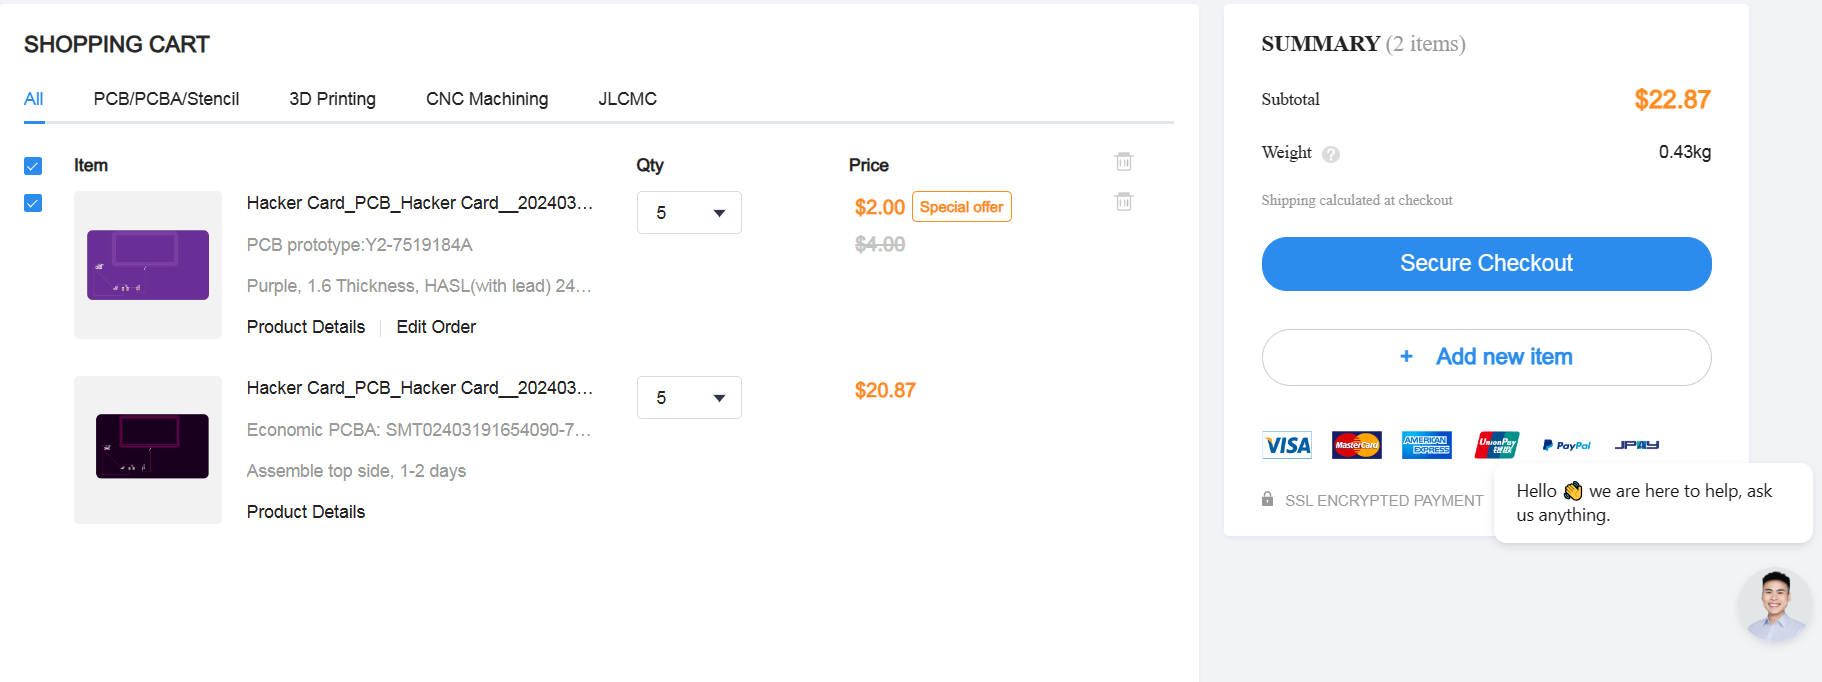 SHOPPING CART
All PCB/PCBA/Stencil 3D Printing CNC Machining JLCMC
Item Qty Price
Hacker Card_PCB_Hacker Card__202403...
PCB prototype:Y2-7519184A
Purple, 1.6 Thickness, HASL(with lead) 24...
Product Details Edit Order
5
$2.00 Special offer
$4.00
Hacker Card_PCB_Hacker Card__202403...
Economic PCBA: SMT02403191654090-7...
Assemble top side, 1-2 days
Product Details
5
$20.87
SUMMARY (2 items)
Subtotal $22.87
Weight ? 0.43kg
Shipping calculated at checkout
Secure Checkout
+ Add new item
VISA MasterCard AMERICAN EXPRESS UnionPay 银联 PayPal JPAY
SSL ENCRYPTED PAYMENT
Hello 👋 we are here to help, ask
us anything.